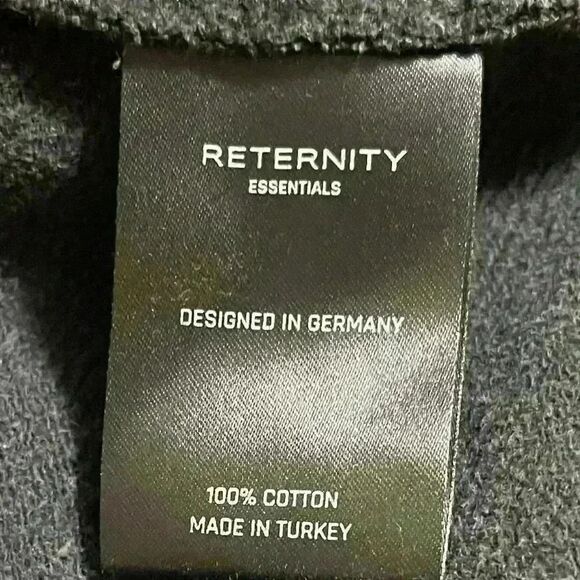 RETERNITY
ESSENTIALS
DESIGNED IN GERMANY
100% COTTON
MADE IN TURKEY